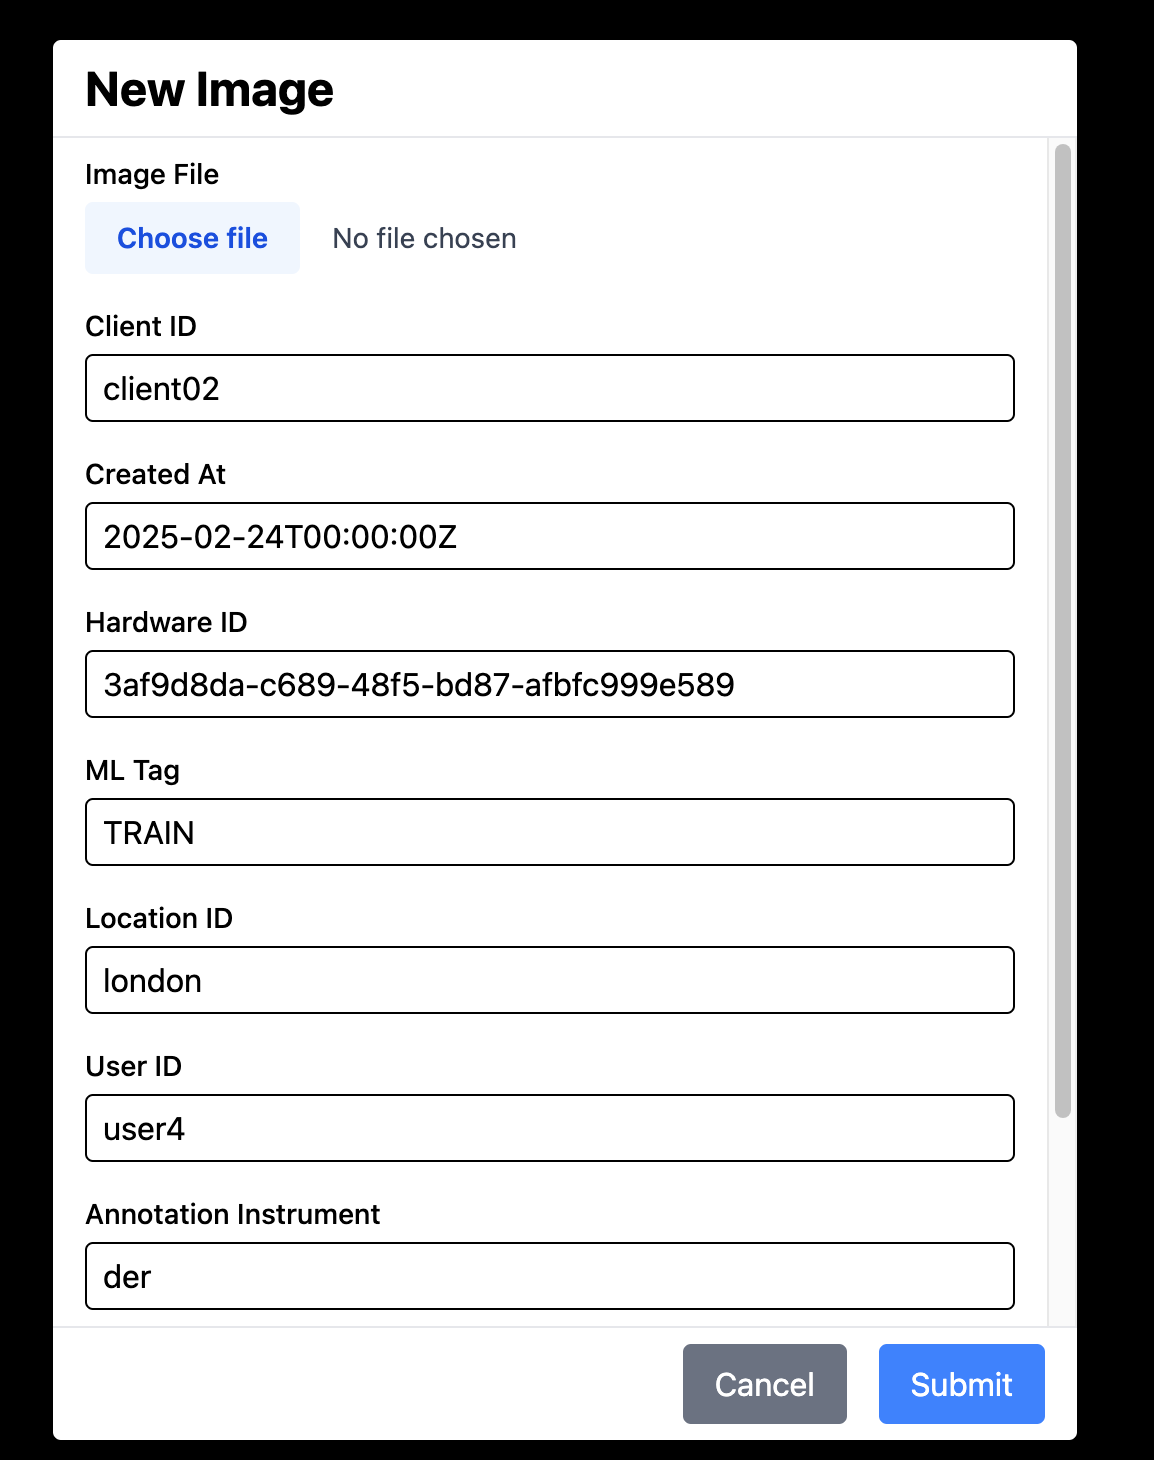 New Image
Image File
Choose file No file chosen
Client ID
client02
Created At
2025-02-24T00:00:00Z
Hardware ID
3af9d8da-c689-48f5-bd87-afbfc999e589
ML Tag
TRAIN
Location ID
london
User ID
user4
Annotation Instrument
der
Cancel Submit